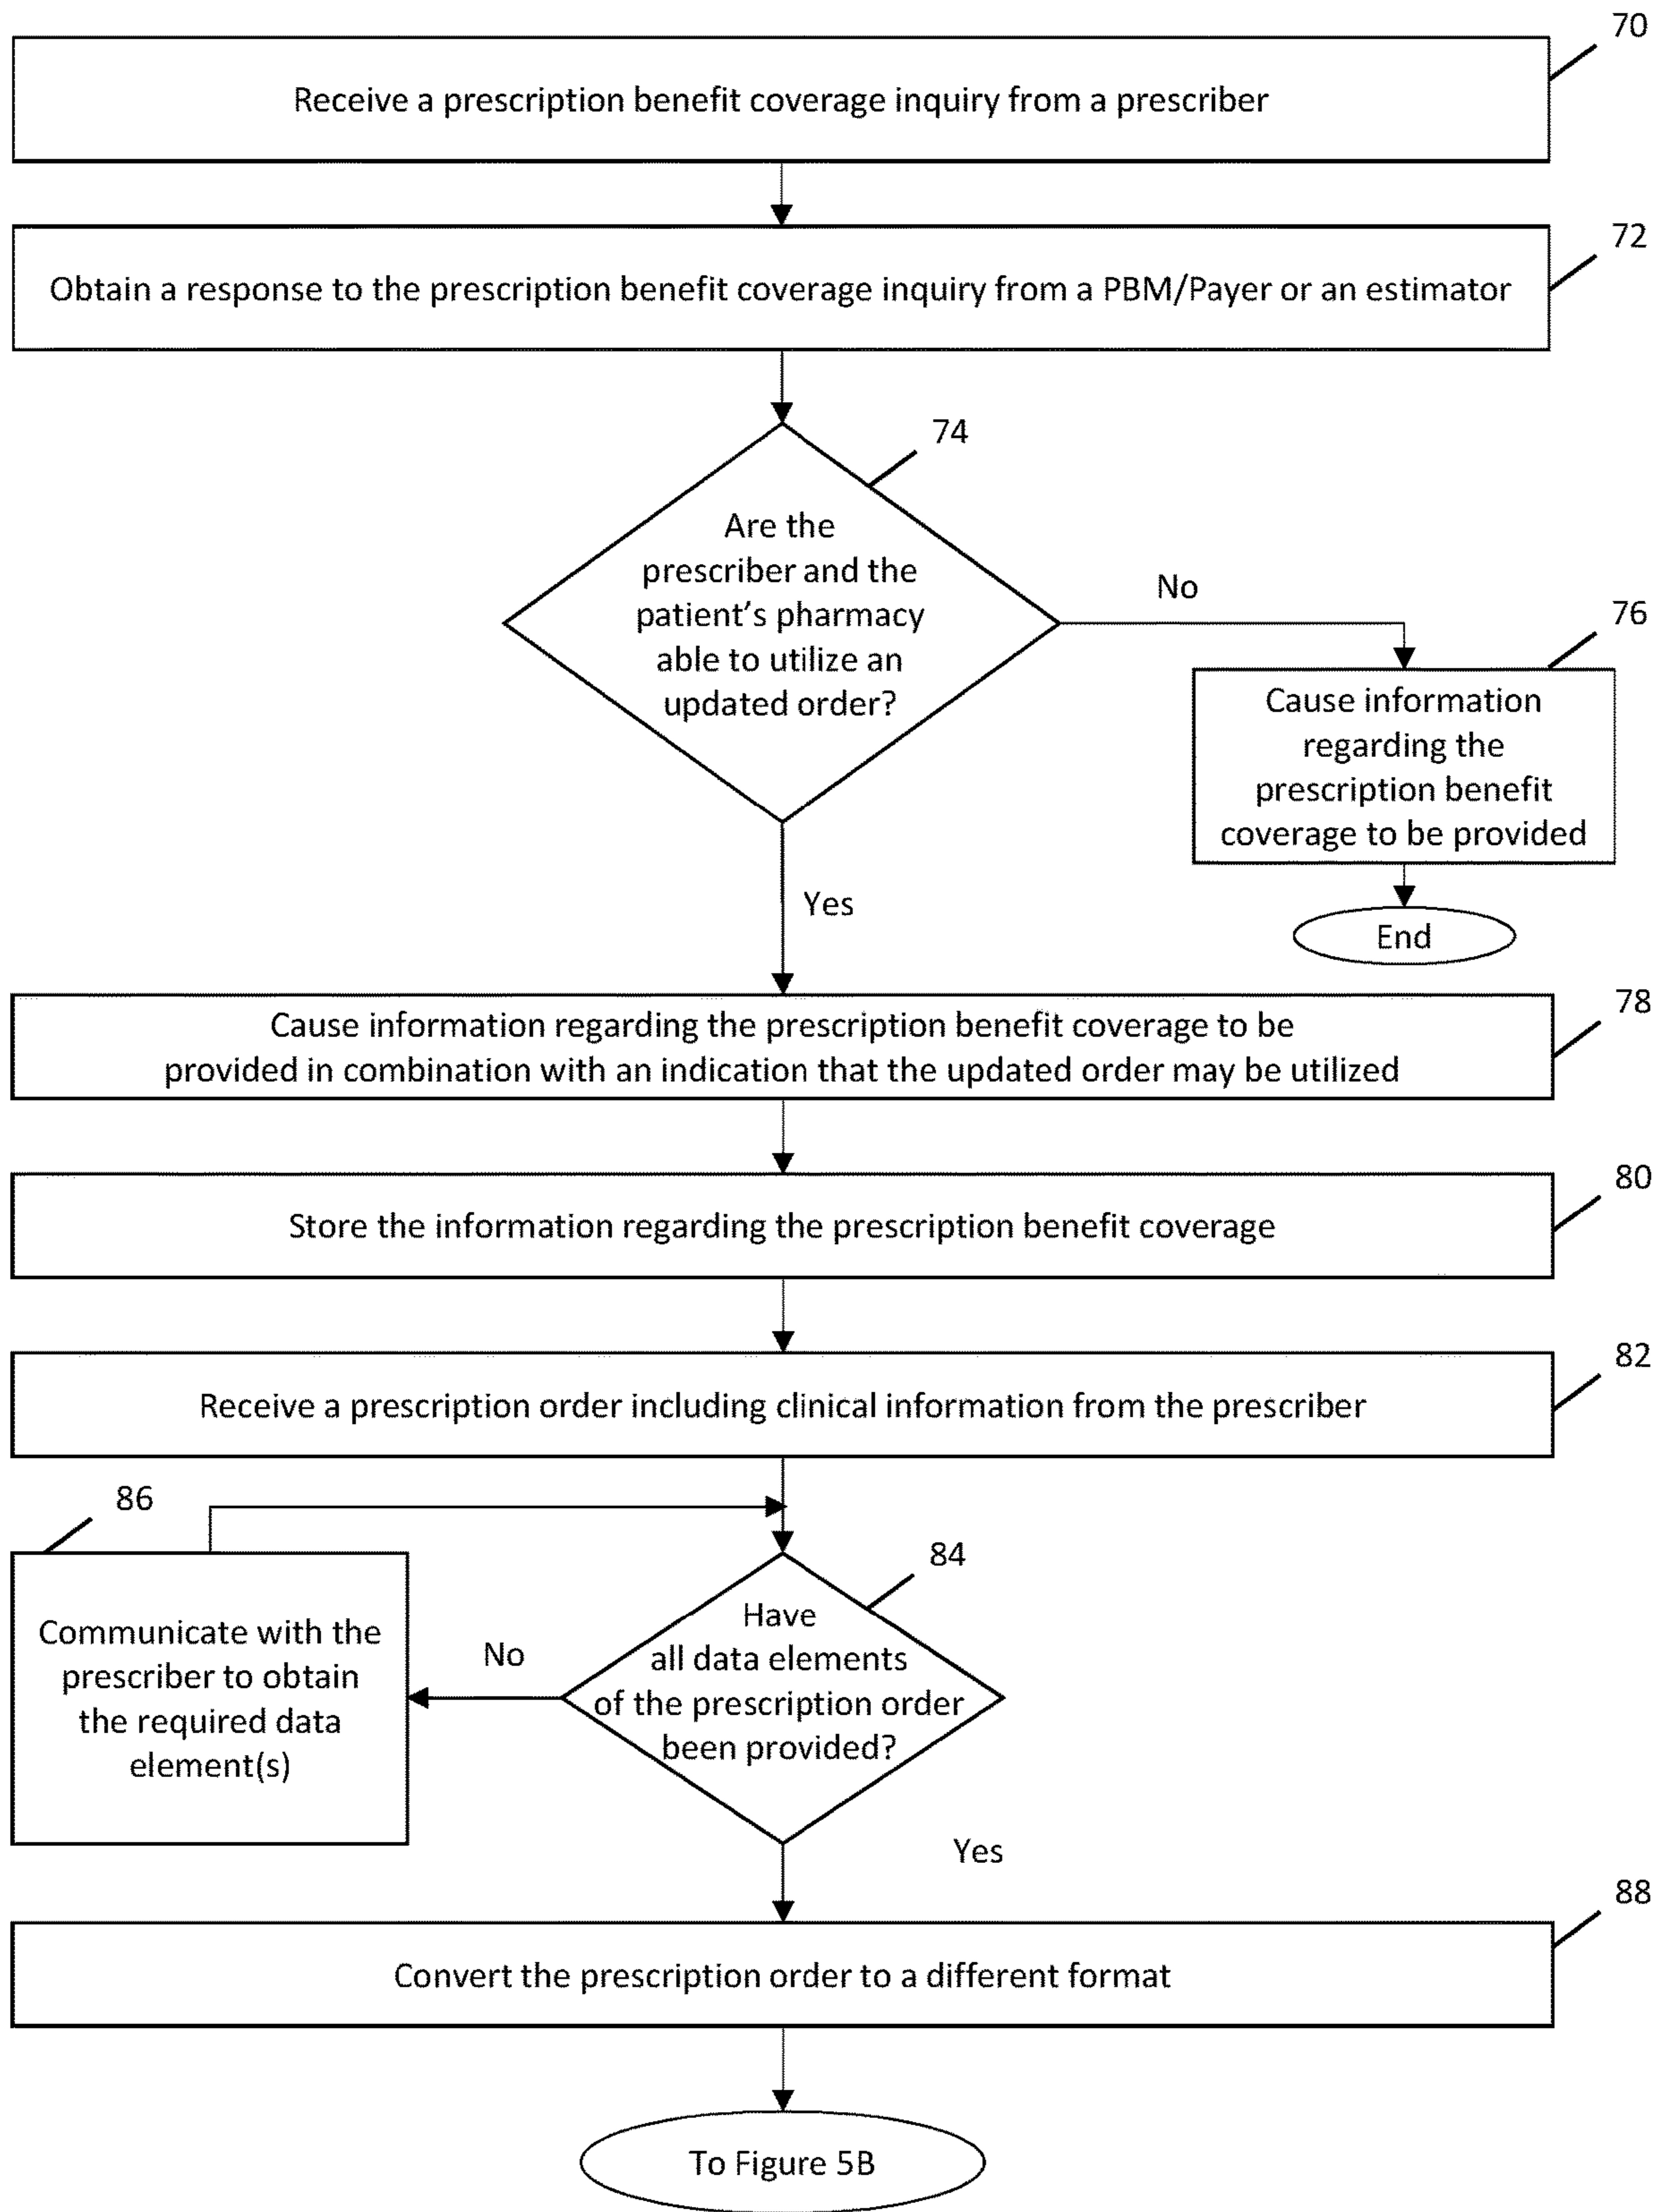 70
Receive a prescription benefit coverage inquiry from a prescriber
72
Obtain a response to the prescription benefit coverage inquiry from a PBM/Payer or an estimator
74
Are the
prescriber and the
patient's pharmacy
able to utilize an
updated order?
No
76
Cause information
regarding the
prescription benefit
coverage to be provided
Yes
End
78
Cause information regarding the prescription benefit coverage to be
provided in combination with an indication that the updated order may be utilized
80
Store the information regarding the prescription benefit coverage
82
Receive a prescription order including clinical information from the prescriber
86
84
Communicate with the
prescriber to obtain
the required data
element(s)
No
Have
all data elements
of the prescription order
been provided?
Yes
88
Convert the prescription order to a different format
To Figure 5B